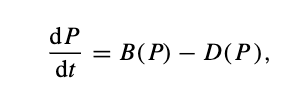 dP/dt = B(P) − D(P),